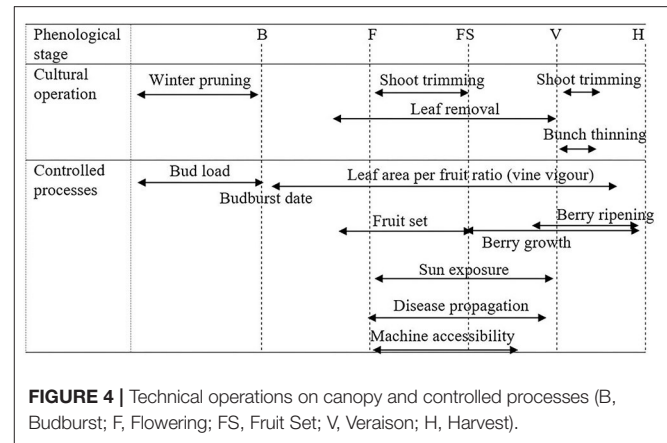 Phenological B F FS V H
stage
Cultural Winter pruning Shoot trimming Shoot trimming
operation
Leaf removal
Bunch thinning
Controlled Bud load Leaf area per fruit ratio (vine vigour)
processes
Budburst date
Fruit set Berry ripening
Berry growth
Sun exposure
Disease propagation
Machine accessibility
FIGURE 4 | Technical operations on canopy and controlled processes (B,
Budburst; F, Flowering; FS, Fruit Set; V, Veraison; H, Harvest).